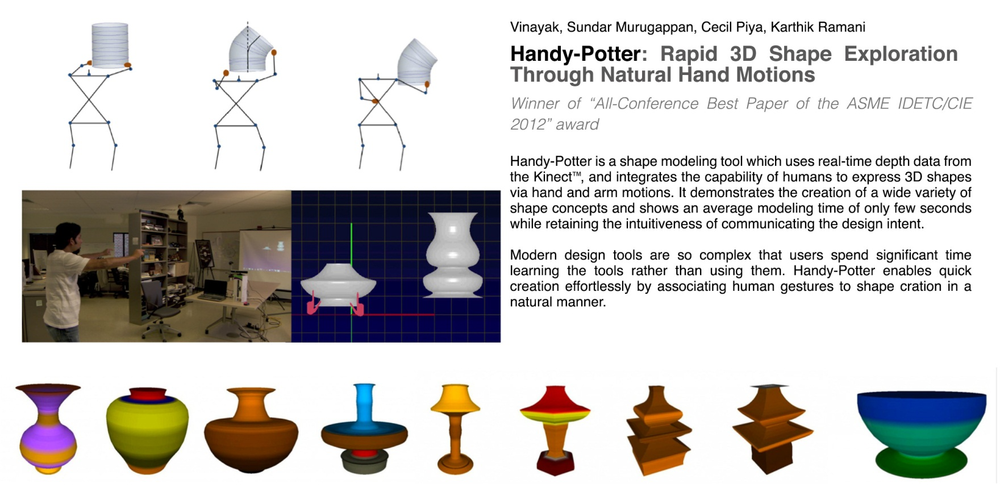 Vinayak, Sundar Murugappan, Cecil Piya, Karthik Ramani
Handy-Potter: Rapid 3D Shape Exploration
Through Natural Hand Motions
Winner of “All-Conference Best Paper of the ASME IDETC/CIE
2012” award
Handy-Potter is a shape modeling tool which uses real-time depth data from
the Kinect™, and integrates the capability of humans to express 3D shapes
via hand and arm motions. It demonstrates the creation of a wide variety of
shape concepts and shows an average modeling time of only few seconds
while retaining the intuitiveness of communicating the design intent.
Modern design tools are so complex that users spend significant time
learning the tools rather than using them. Handy-Potter enables quick
creation effortlessly by associating human gestures to shape cration in a
natural manner.